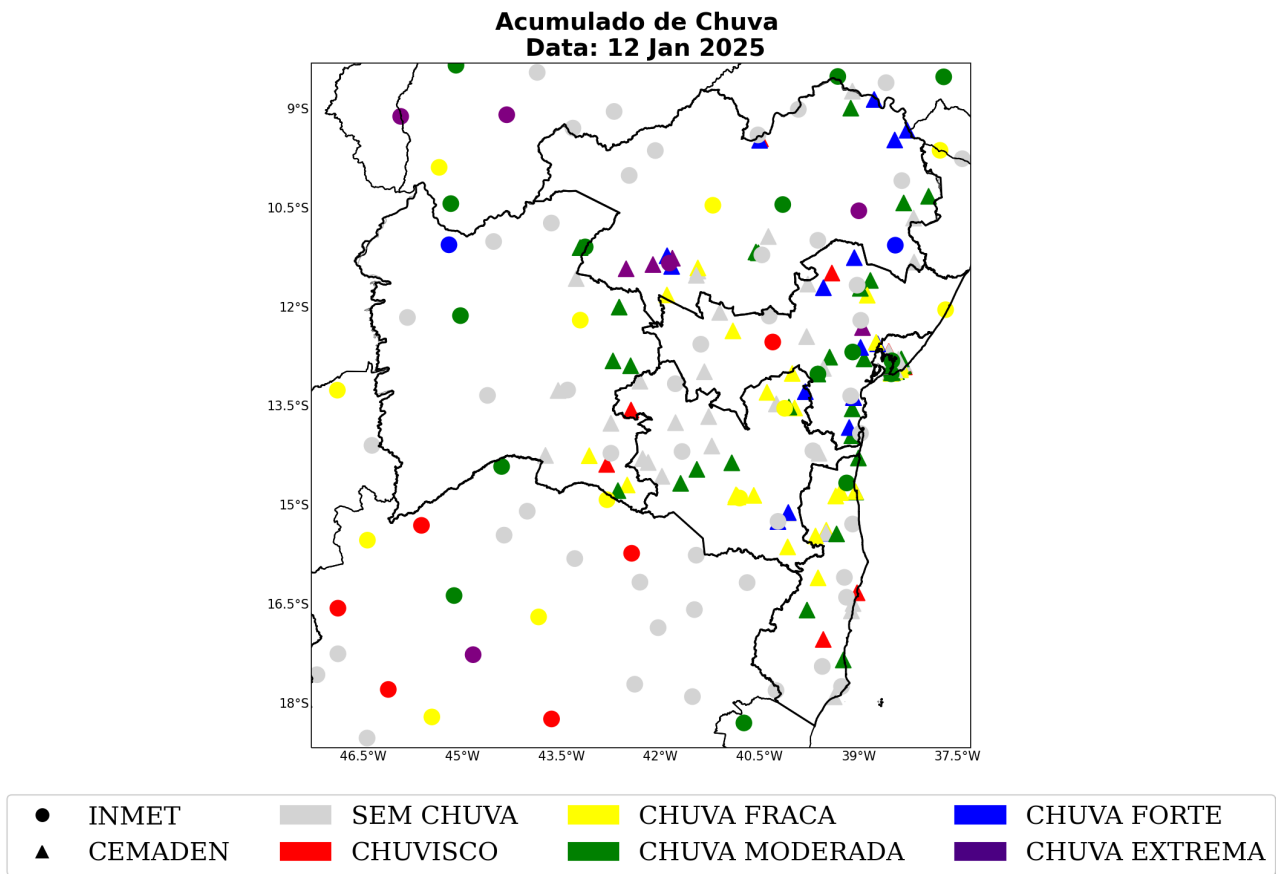 Acumulado de Chuva
Data: 12 Jan 2025
9°S
10.5°S
12°S
13.5°S
15°S
16.5°S
18°S
46.5°W 45°W 43.5°W 42°W 40.5°W 39°W 37.5°W
INMET SEM CHUVA CHUVA FRACA CHUVA FORTE
CEMADEN CHUVISCO CHUVA MODERADA CHUVA EXTREMA